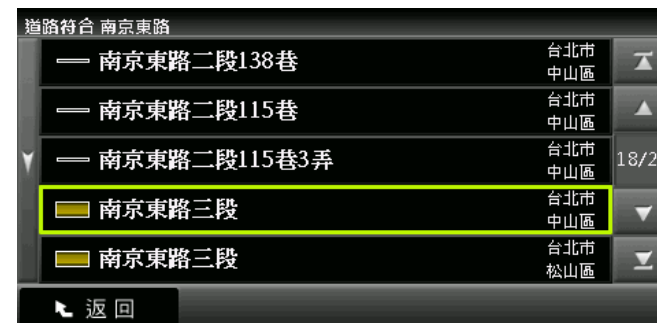 道路符合 南京東路
南京東路二段138巷
台北市
中山區
南京東路二段115巷
台北市
中山區
南京東路二段115巷3弄
台北市
中山區
18/2
南京東路三段
台北市
中山區
南京東路三段
台北市
松山區
返回